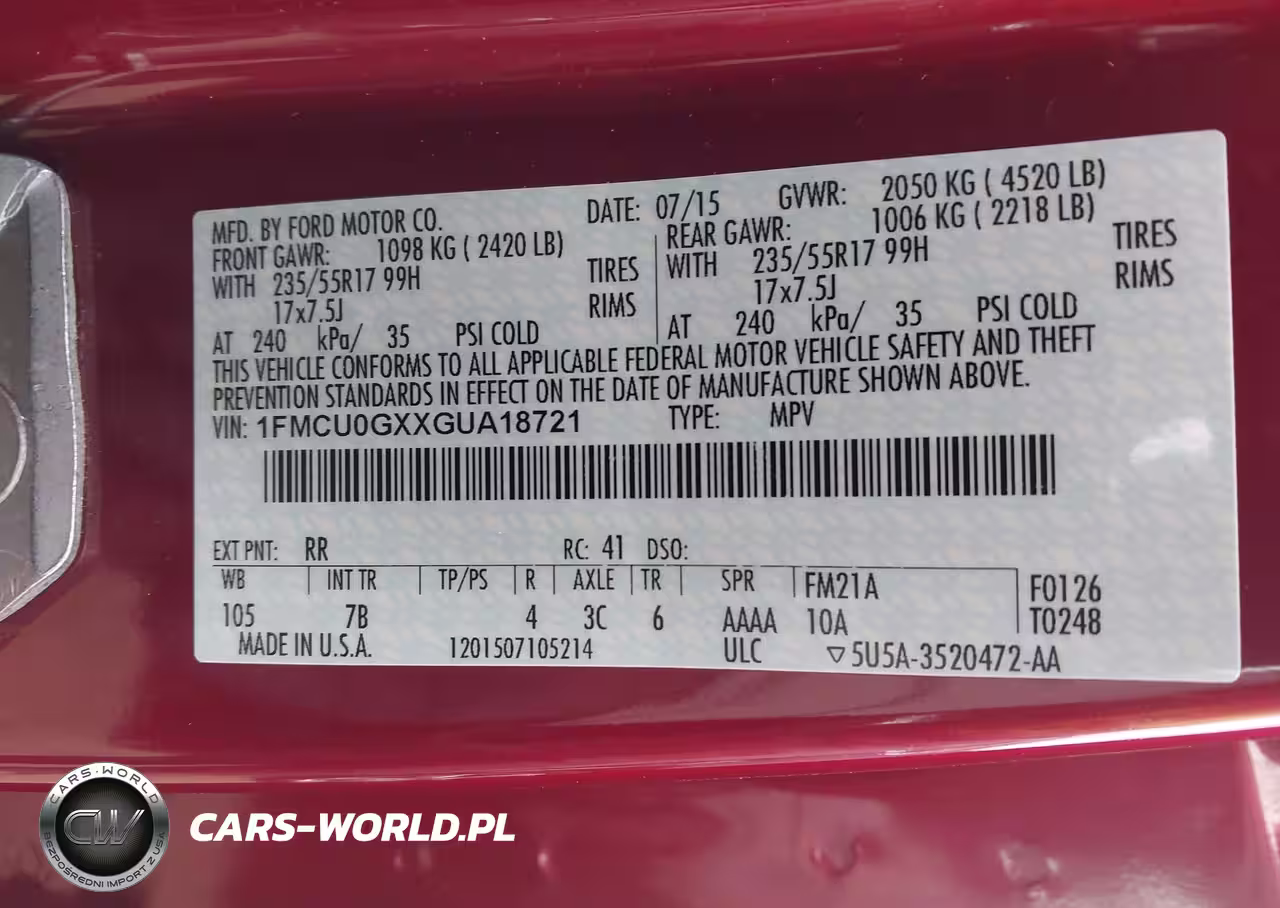 MFD. BY FORD MOTOR CO. DATE: 07/15 GVWR: 2050 KG ( 4520 LB)
FRONT GAWR: 1098 KG ( 2420 LB) REAR GAWR: 1006 KG ( 2218 LB)
WITH 235/55R17 99H TIRES WITH 235/55R17 99H TIRES
17x7.5J RIMS 17x7.5J RIMS
AT 240 kPa/ 35 PSI COLD AT 240 kPa/ 35 PSI COLD
THIS VEHICLE CONFORMS TO ALL APPLICABLE FEDERAL MOTOR VEHICLE SAFETY AND THEFT
PREVENTION STANDARDS IN EFFECT ON THE DATE OF MANUFACTURE SHOWN ABOVE.
VIN: 1FMCU0GXXGUA18721 TYPE: MPV
EXT PNT: RR RC: 41 DSO:
WB INT TR TP/PS R AXLE TR SPR FM21A F0126
105 7B 4 3C 6 AAAA 10A T0248
MADE IN U.S.A. 1201507105214 ULC ▽5U5A-3520472-AA
CARS-WORLD
CW
BEZPOŚREDNI IMPORT Z USA
CARS-WORLD.PL